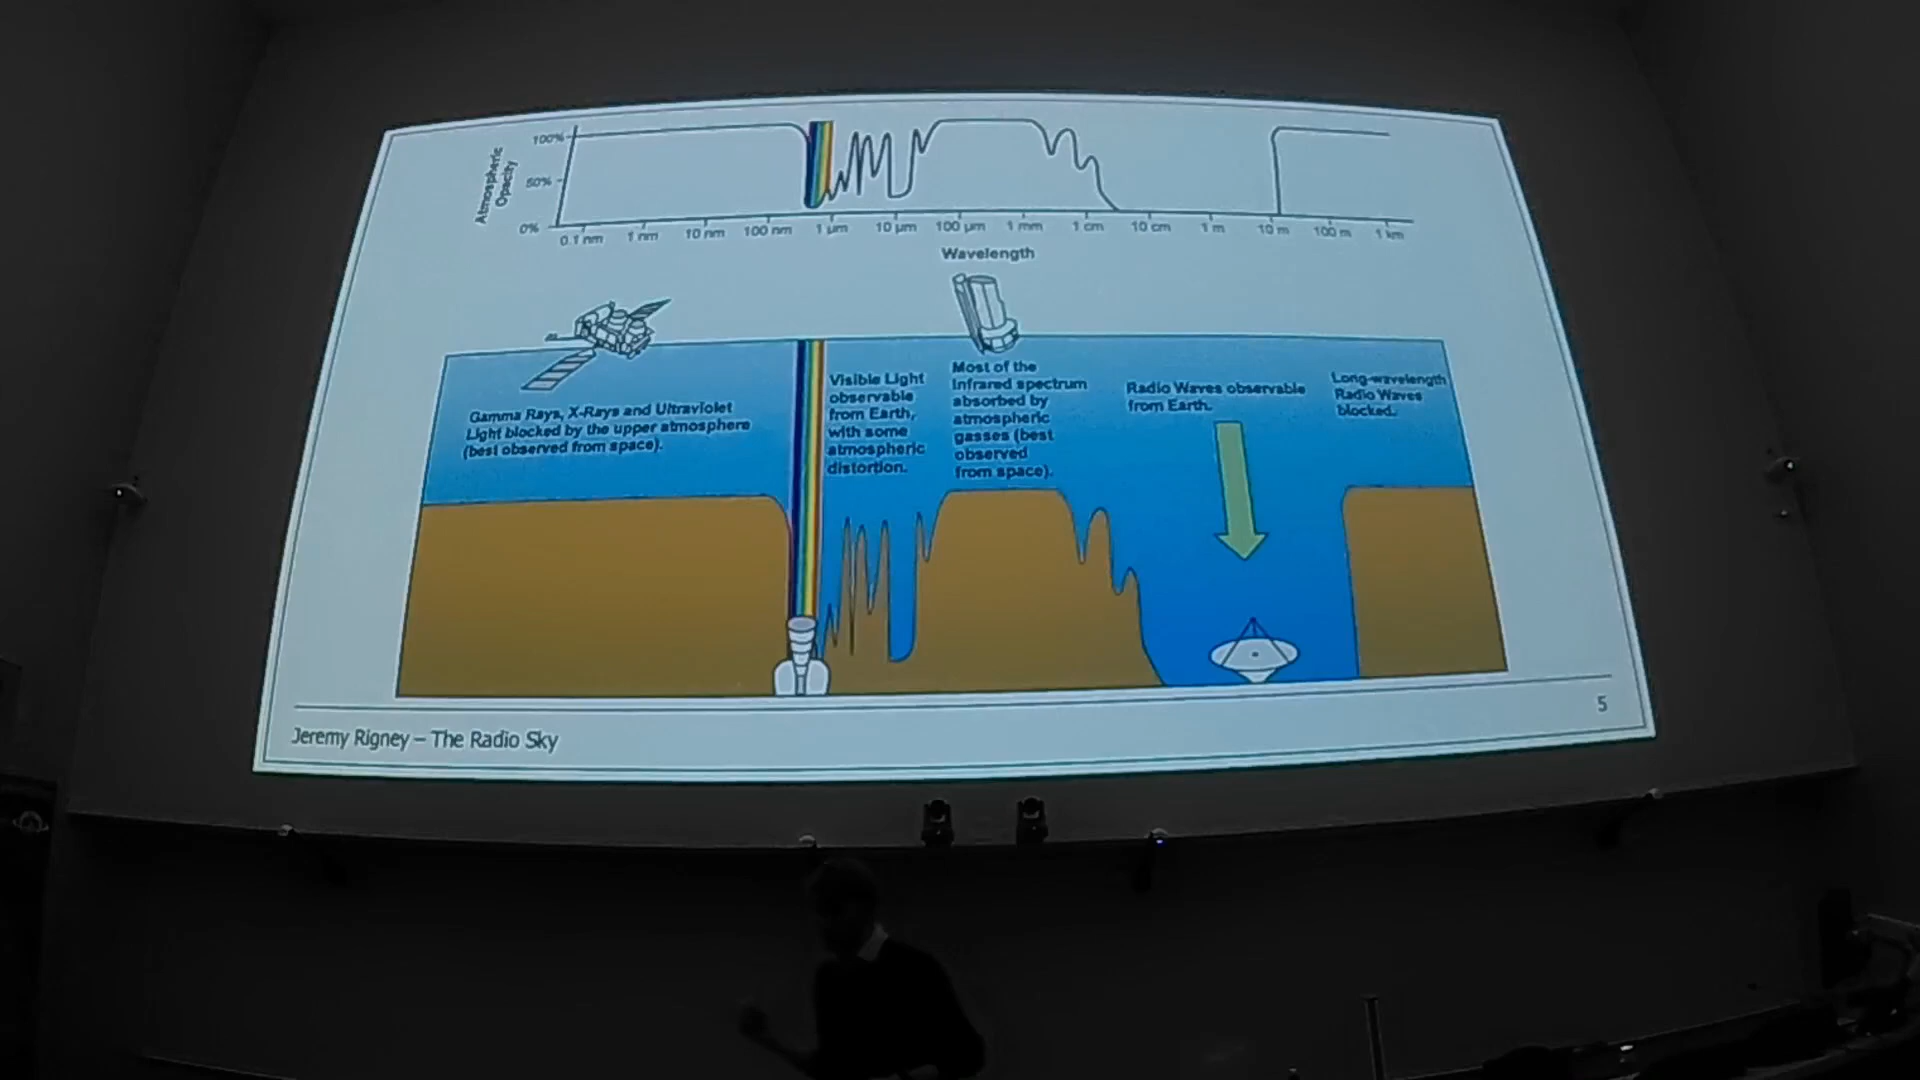 100%
Atmospheric
Opacity
50%
0%
0.1 nm 1 nm 10 nm 100 nm 1 µm 10 µm 100 µm 1 mm 1 cm 10 cm 1 m 10 m 100 m 1 km
Wavelength
Gamma Rays, X-Rays and Ultraviolet
Light blocked by the upper atmosphere
(best observed from space).
Visible Light
observable
from Earth,
with some
atmospheric
distortion.
Most of the
Infrared spectrum
absorbed by
atmospheric
gasses (best
observed
from space).
Radio Waves observable
from Earth.
Long-wavelength
Radio Waves
blocked.
Jeremy Rigney – The Radio Sky
5